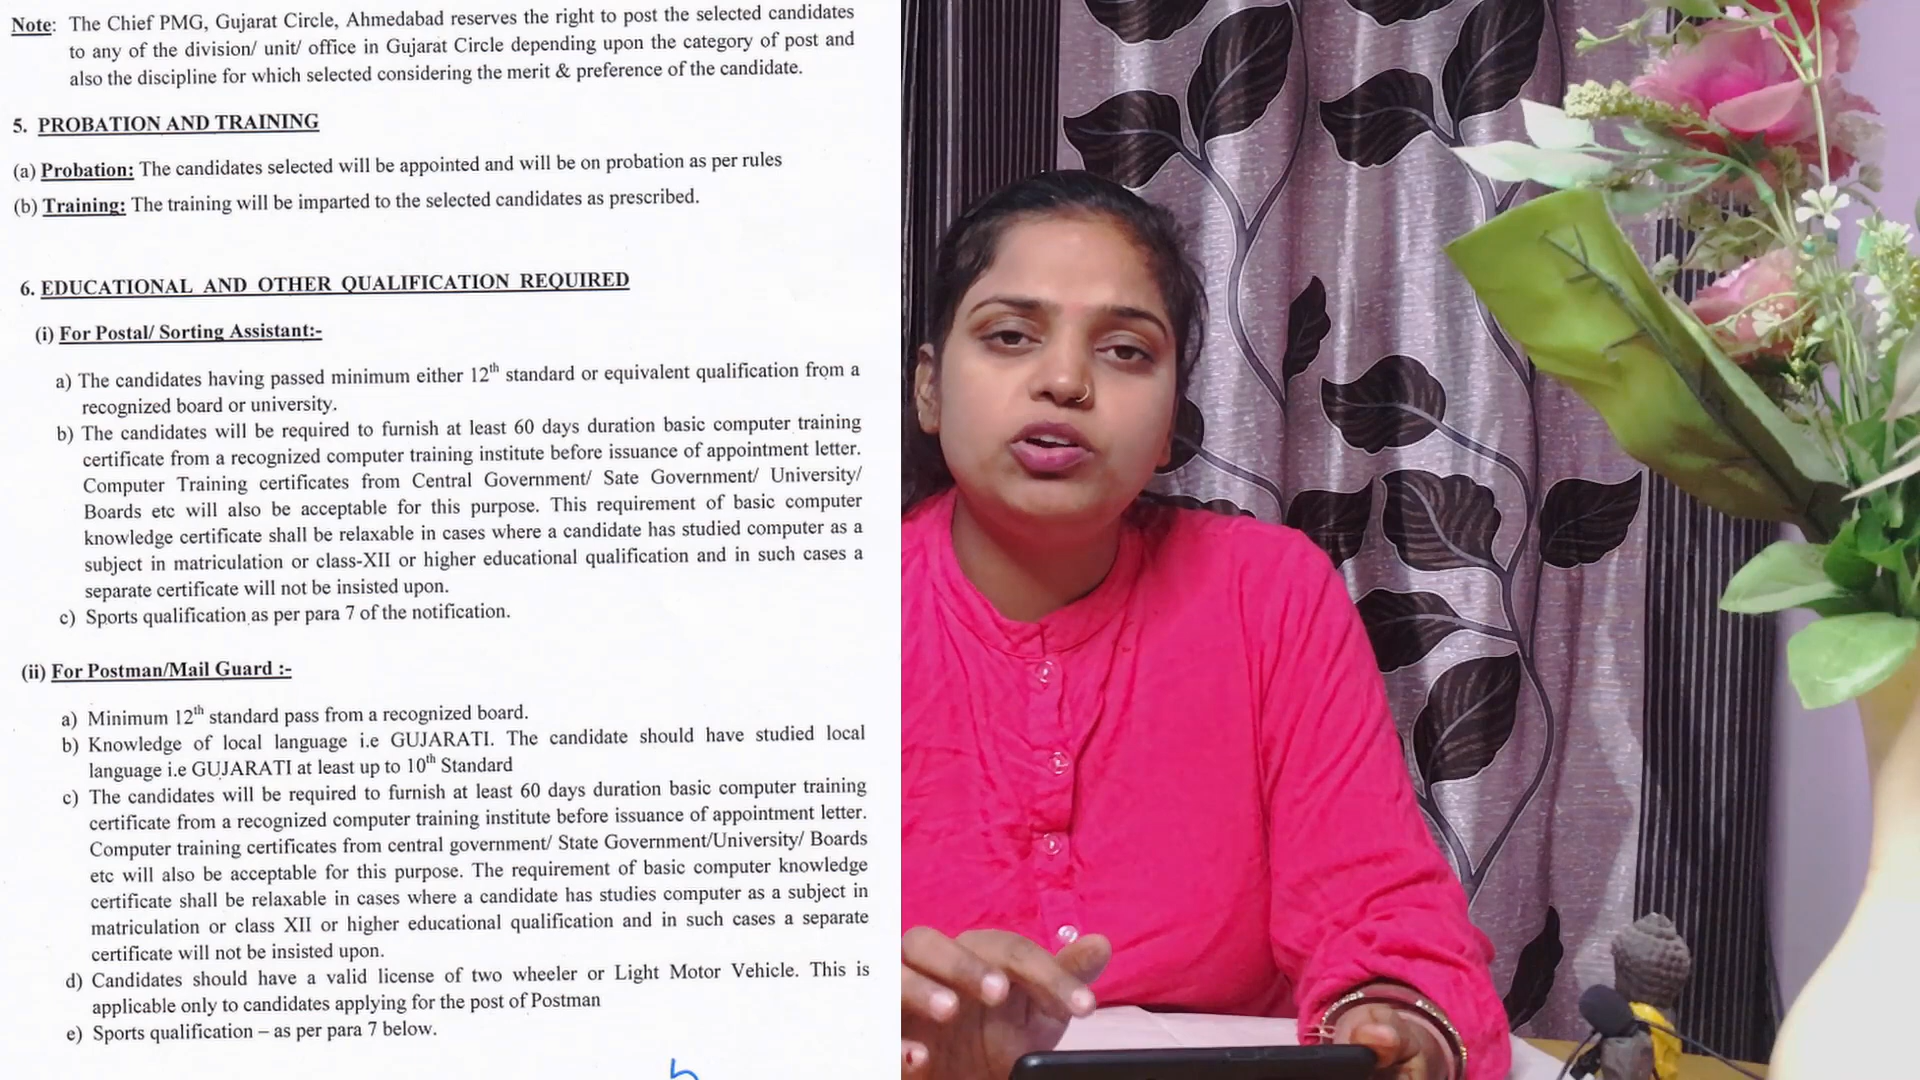 Note: The Chief PMG, Gujarat Circle, Ahmedabad reserves the right to post the selected candidates
to any of the division/ unit/ office in Gujarat Circle depending upon the category of post and
also the discipline for which selected considering the merit & preference of the candidate.
5. PROBATION AND TRAINING
(a) Probation: The candidates selected will be appointed and will be on probation as per rules
(b) Training: The training will be imparted to the selected candidates as prescribed.
6. EDUCATIONAL AND OTHER QUALIFICATION REQUIRED
(i) For Postal/ Sorting Assistant:-
a) The candidates having passed minimum either 12th standard or equivalent qualification from a
recognized board or university.
b) The candidates will be required to furnish at least 60 days duration basic computer training
certificate from a recognized computer training institute before issuance of appointment letter.
Computer Training certificates from Central Government/ Sate Government/ University/
Boards etc will also be acceptable for this purpose. This requirement of basic computer
knowledge certificate shall be relaxable in cases where a candidate has studied computer as a
subject in matriculation or class-XII or higher educational qualification and in such cases a
separate certificate will not be insisted upon.
c) Sports qualification as per para 7 of the notification.
(ii) For Postman/Mail Guard :-
a) Minimum 12th standard pass from a recognized board.
b) Knowledge of local language i.e GUJARATI. The candidate should have studied local
language i.e GUJARATI at least up to 10th Standard
c) The candidates will be required to furnish at least 60 days duration basic computer training
certificate from a recognized computer training institute before issuance of appointment letter.
Computer training certificates from central government/ State Government/University/ Boards
etc will also be acceptable for this purpose. The requirement of basic computer knowledge
certificate shall be relaxable in cases where a candidate has studies computer as a subject in
matriculation or class XII or higher educational qualification and in such cases a separate
certificate will not be insisted upon.
d) Candidates should have a valid license of two wheeler or Light Motor Vehicle. This is
applicable only to candidates applying for the post of Postman
e) Sports qualification – as per para 7 below.